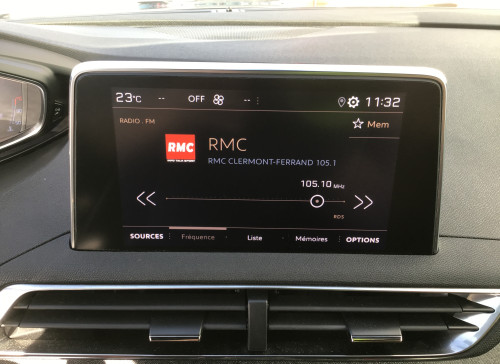 23°C -- OFF -- 11:32
RADIO . FM
Mem
RMC
RMC
RMC CLERMONT-FERRAND 105.1
105.10 MHz
RDS
SOURCES Fréquence Liste Mémoires OPTIONS